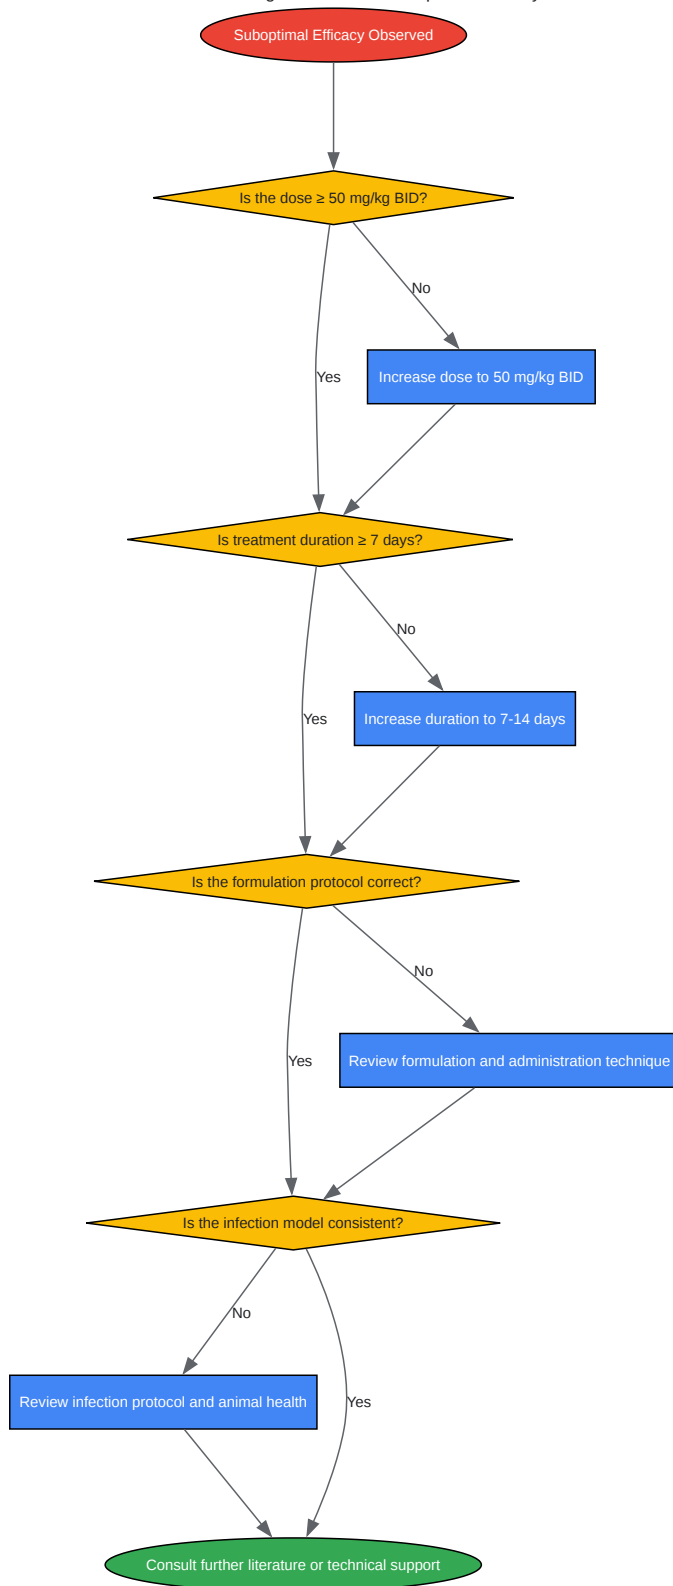 Suboptimal Efficacy Observed
Is the dose ≥ 50 mg/kg BID?
No
Yes
Increase dose to 50 mg/kg BID
Is treatment duration ≥ 7 days?
No
Yes
Increase duration to 7-14 days
Is the formulation protocol correct?
No
Yes
Review formulation and administration technique
Is the infection model consistent?
No
Review infection protocol and animal health
Yes
Consult further literature or technical support